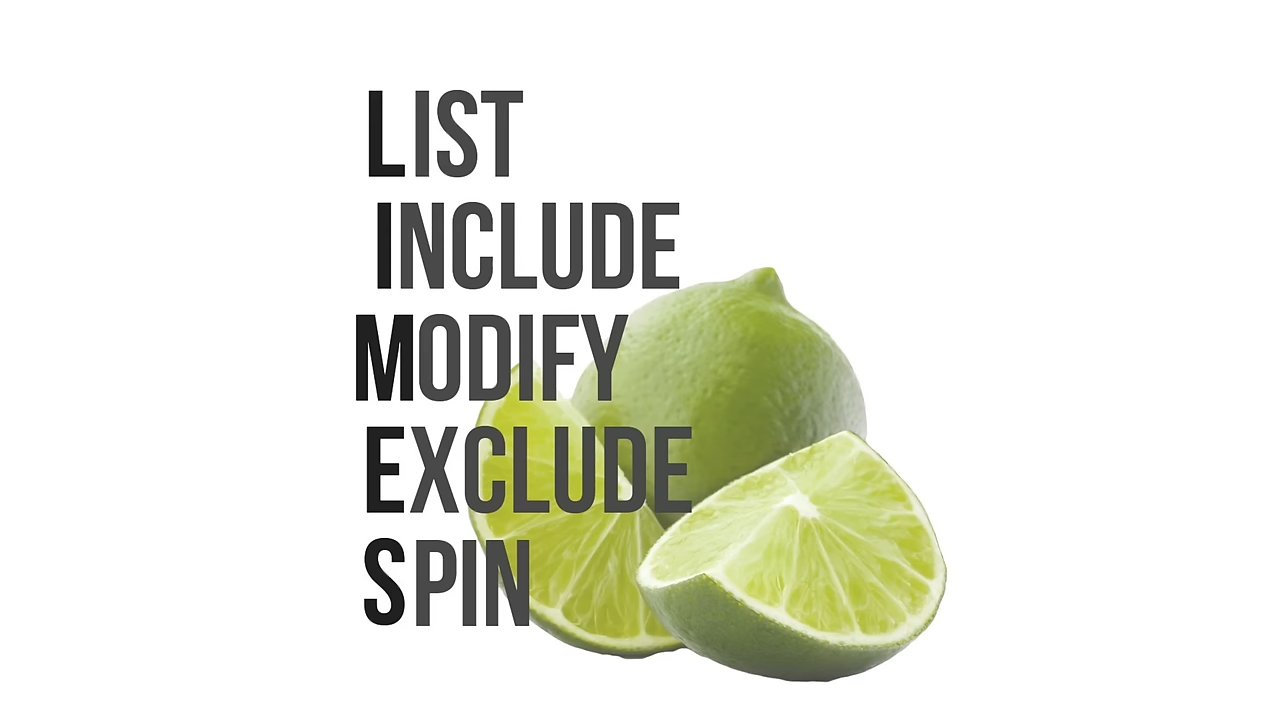 LIST
INCLUDE
MODIFY
EXCLUDE
SPIN